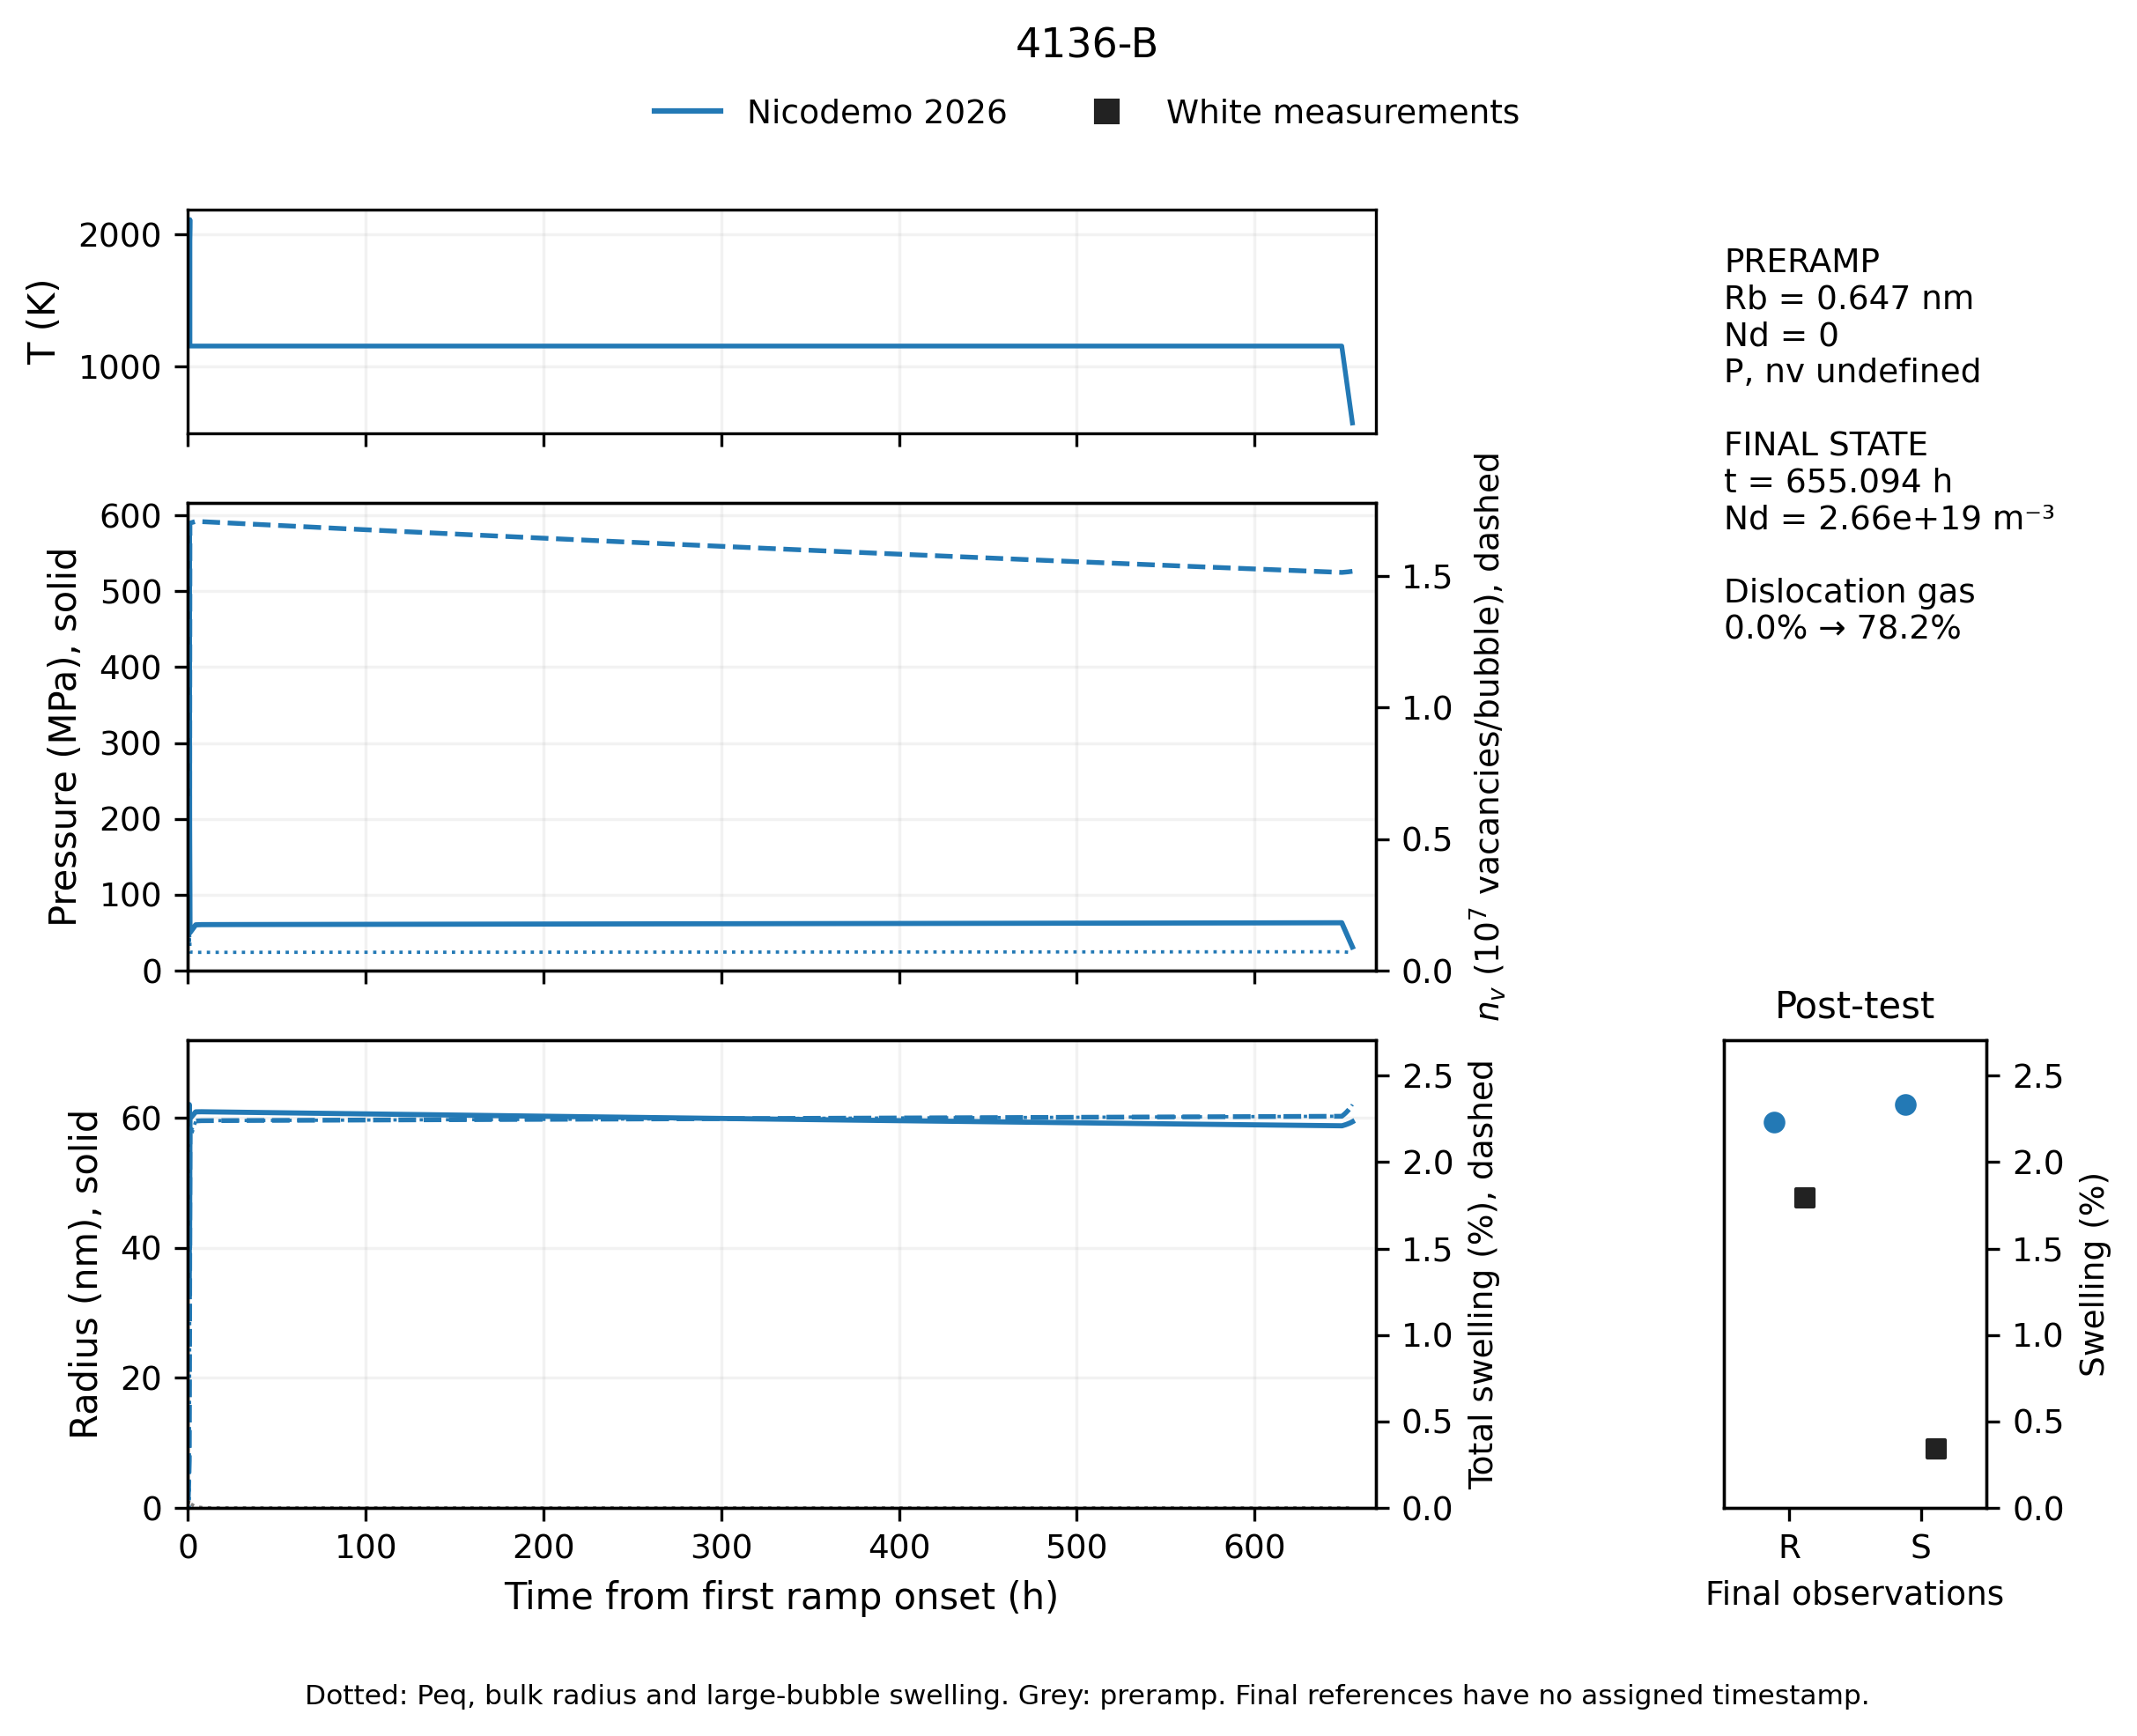 4136-B
Nicodemo 2026
White measurements
T (K)
2000
1000
PRERAMP
Rb = 0.647 nm
Nd = 0
P, nv undefined
FINAL STATE
t = 655.094 h
Nd = 2.66e+19 m⁻³
Dislocation gas
0.0% → 78.2%
Pressure (MPa), solid
600
500
400
300
200
100
0
1.5
1.0
0.5
0.0
n_v (10⁷ vacancies/bubble), dashed
Radius (nm), solid
60
40
20
0
2.5
2.0
1.5
1.0
0.5
0.0
Total swelling (%), dashed
0 100 200 300 400 500 600
Time from first ramp onset (h)
Post-test
2.5
2.0
1.5
1.0
0.5
0.0
Swelling (%)
R S
Final observations
Dotted: Peq, bulk radius and large-bubble swelling. Grey: preramp. Final references have no assigned timestamp.